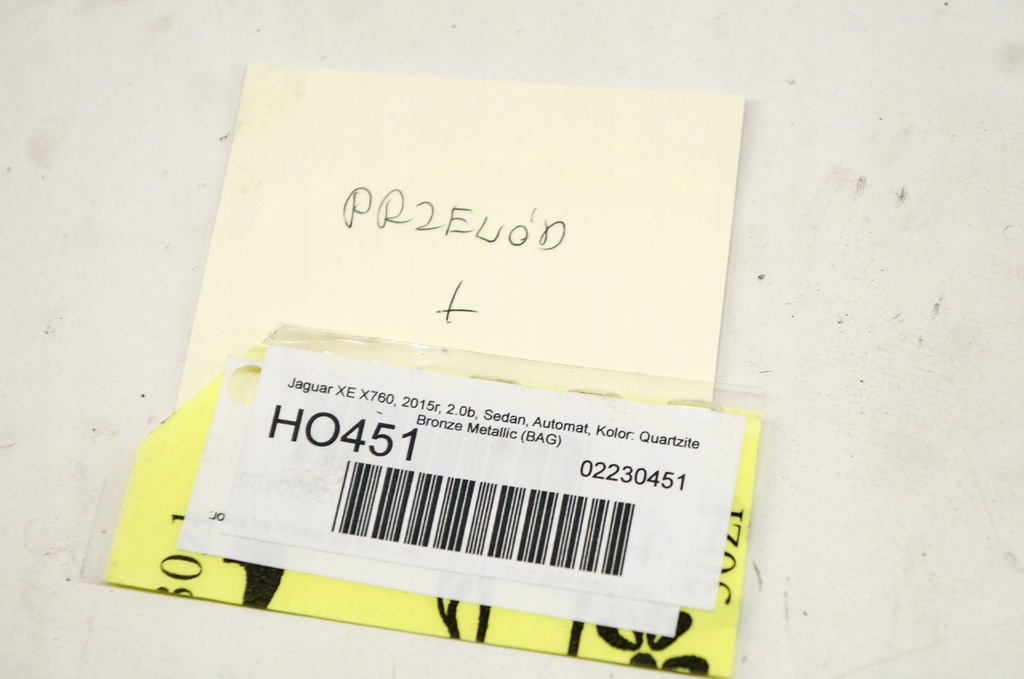 PRZEWÓD
+
Jaguar XE X760, 2015r, 2.0b, Sedan, Automat, Kolor: Quartzite
Bronze Metallic (BAG)
HO451
02230451